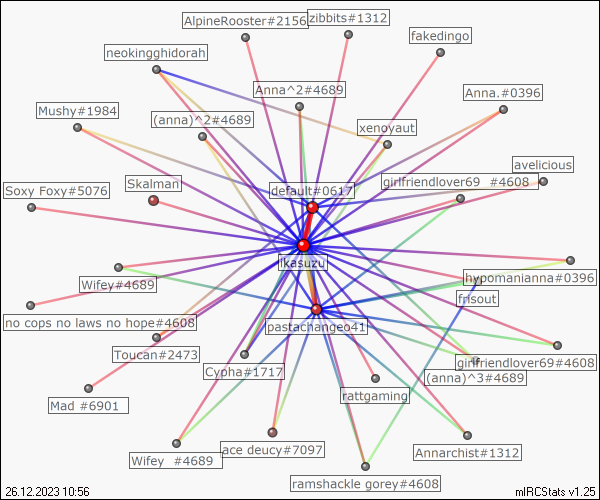 AlpineRooster#2156
zibbits#1312
fakedingo
neokingghidorah
Anna^2#4689
Anna.#0396
Mushy#1984
(anna)^2#4689
xenoyaut
avelicious
Skalman
default#0617
girlfriendlover69 #4608
Soxy Foxy#5076
ikasuzu
Wifey#4689
hypomanianna#0396
frisout
no cops no laws no hope#4608
pastachangeo41
Toucan#2473
girlfriendlover69#4608
Cypha#1717
(anna)^3#4689
rattgaming
Mad #6901
ace deucy#7097
Annarchist#1312
Wifey #4689
ramshackle gorey#4608
26.12.2023 10:56
mIRCStats v1.25